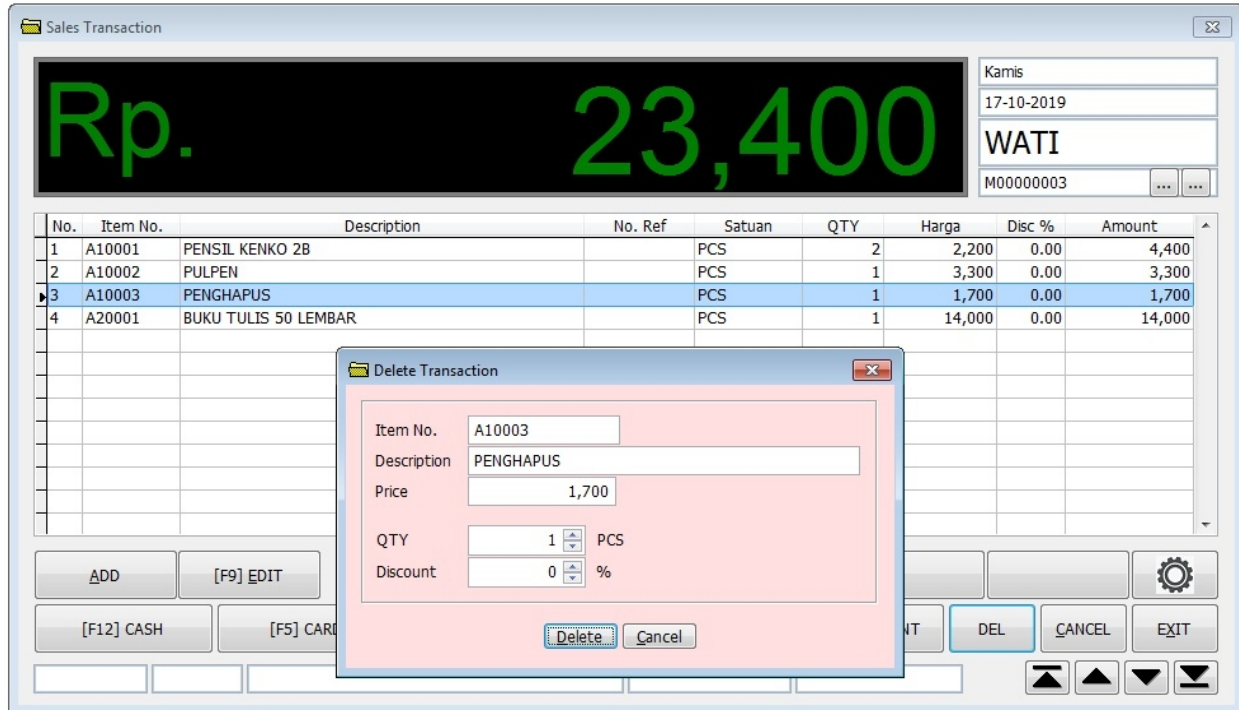 Sales Transaction
Rp. 23,400
Kamis
17-10-2019
WATI
M00000003 ... ...
No. Item No. Description No. Ref Satuan QTY Harga Disc % Amount
1 A10001 PENSIL KENKO 2B PCS 2 2,200 0.00 4,400
2 A10002 PULPEN PCS 1 3,300 0.00 3,300
3 A10003 PENGHAPUS PCS 1 1,700 0.00 1,700
4 A20001 BUKU TULIS 50 LEMBAR PCS 1 14,000 0.00 14,000
Delete Transaction
Item No. A10003
Description PENGHAPUS
Price 1,700
QTY 1 PCS
Discount 0 %
Delete Cancel
ADD [F9] EDIT
[F12] CASH [F5] DEL CANCEL EXIT